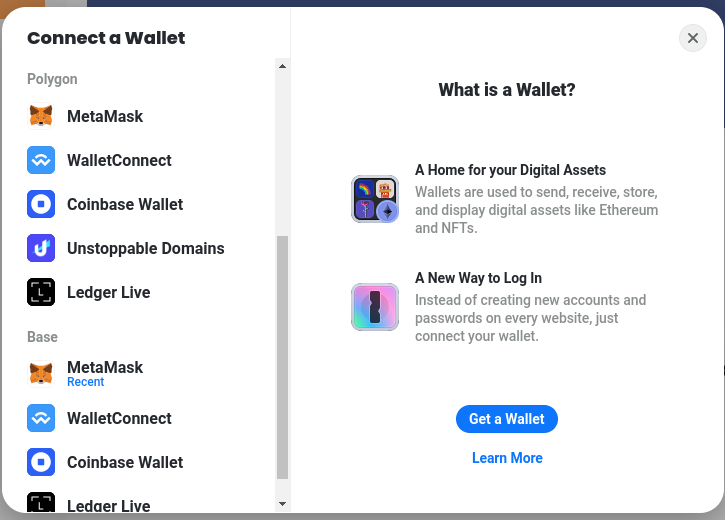 Connect a Wallet
Polygon
MetaMask
WalletConnect
Coinbase Wallet
Unstoppable Domains
Ledger Live
Base
MetaMask
Recent
WalletConnect
Coinbase Wallet
Ledger Live
What is a Wallet?
A Home for your Digital Assets
Wallets are used to send, receive, store,
and display digital assets like Ethereum
and NFTs.
A New Way to Log In
Instead of creating new accounts and
passwords on every website, just
connect your wallet.
Get a Wallet
Learn More